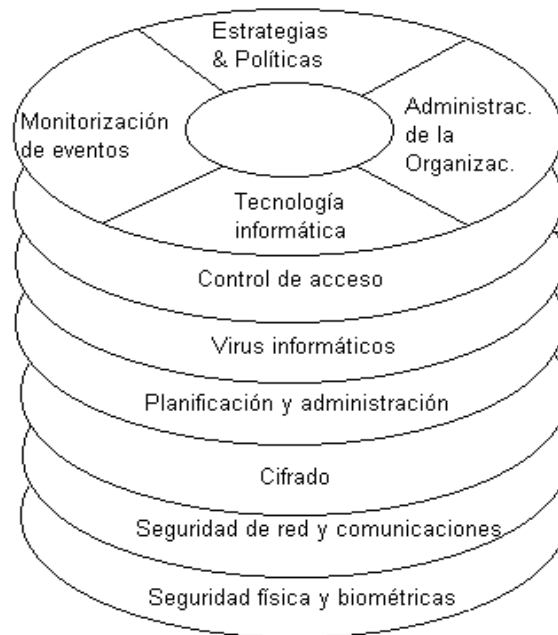 Estrategias
& Políticas
Monitorización
de eventos
Administrac.
de la
Organizac.
Tecnología
informática
Control de acceso
Virus informáticos
Planificación y administración
Cifrado
Seguridad de red y comunicaciones
Seguridad física y biométricas